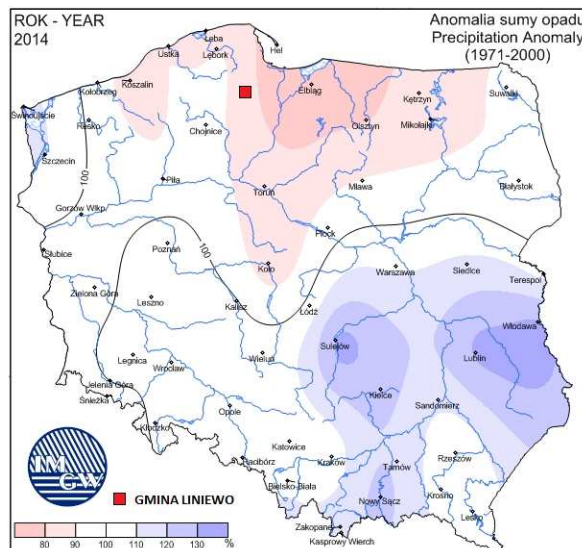 ROK - YEAR
2014
Anomalia sumy opadu
Precipitation Anomaly
(1971-2000)
Łeba
Hel
Ustka
Lębork
Koszalin
Kołobrzeg
Elbląg
Kętrzyn
Suwałki
Świnoujście
Resko
Chojnice
Olsztyn
Mikołajki
Szczecin
100
Piła
Toruń
Mława
Białystok
Gorzów Wlkp.
Płock
Słubice
Poznań
100
Koło
Warszawa
Siedlce
Terespol
Zielona Góra
Leszno
Kalisz
Łódź
Włodawa
Sulejów
Legnica
Wrocław
Wieluń
Lublin
Jelenia Góra
Śnieżka
Kielce
Opole
Sandomierz
Kłodzko
Katowice
Racibórz
Kraków
Tarnów
Rzeszów
Bielsko-Biała
Nowy Sącz
Krosno
Lesko
Zakopane
Kasprowy Wierch
IM
GW
GMINA LINIEWO
80 90 100 110 120 130 %